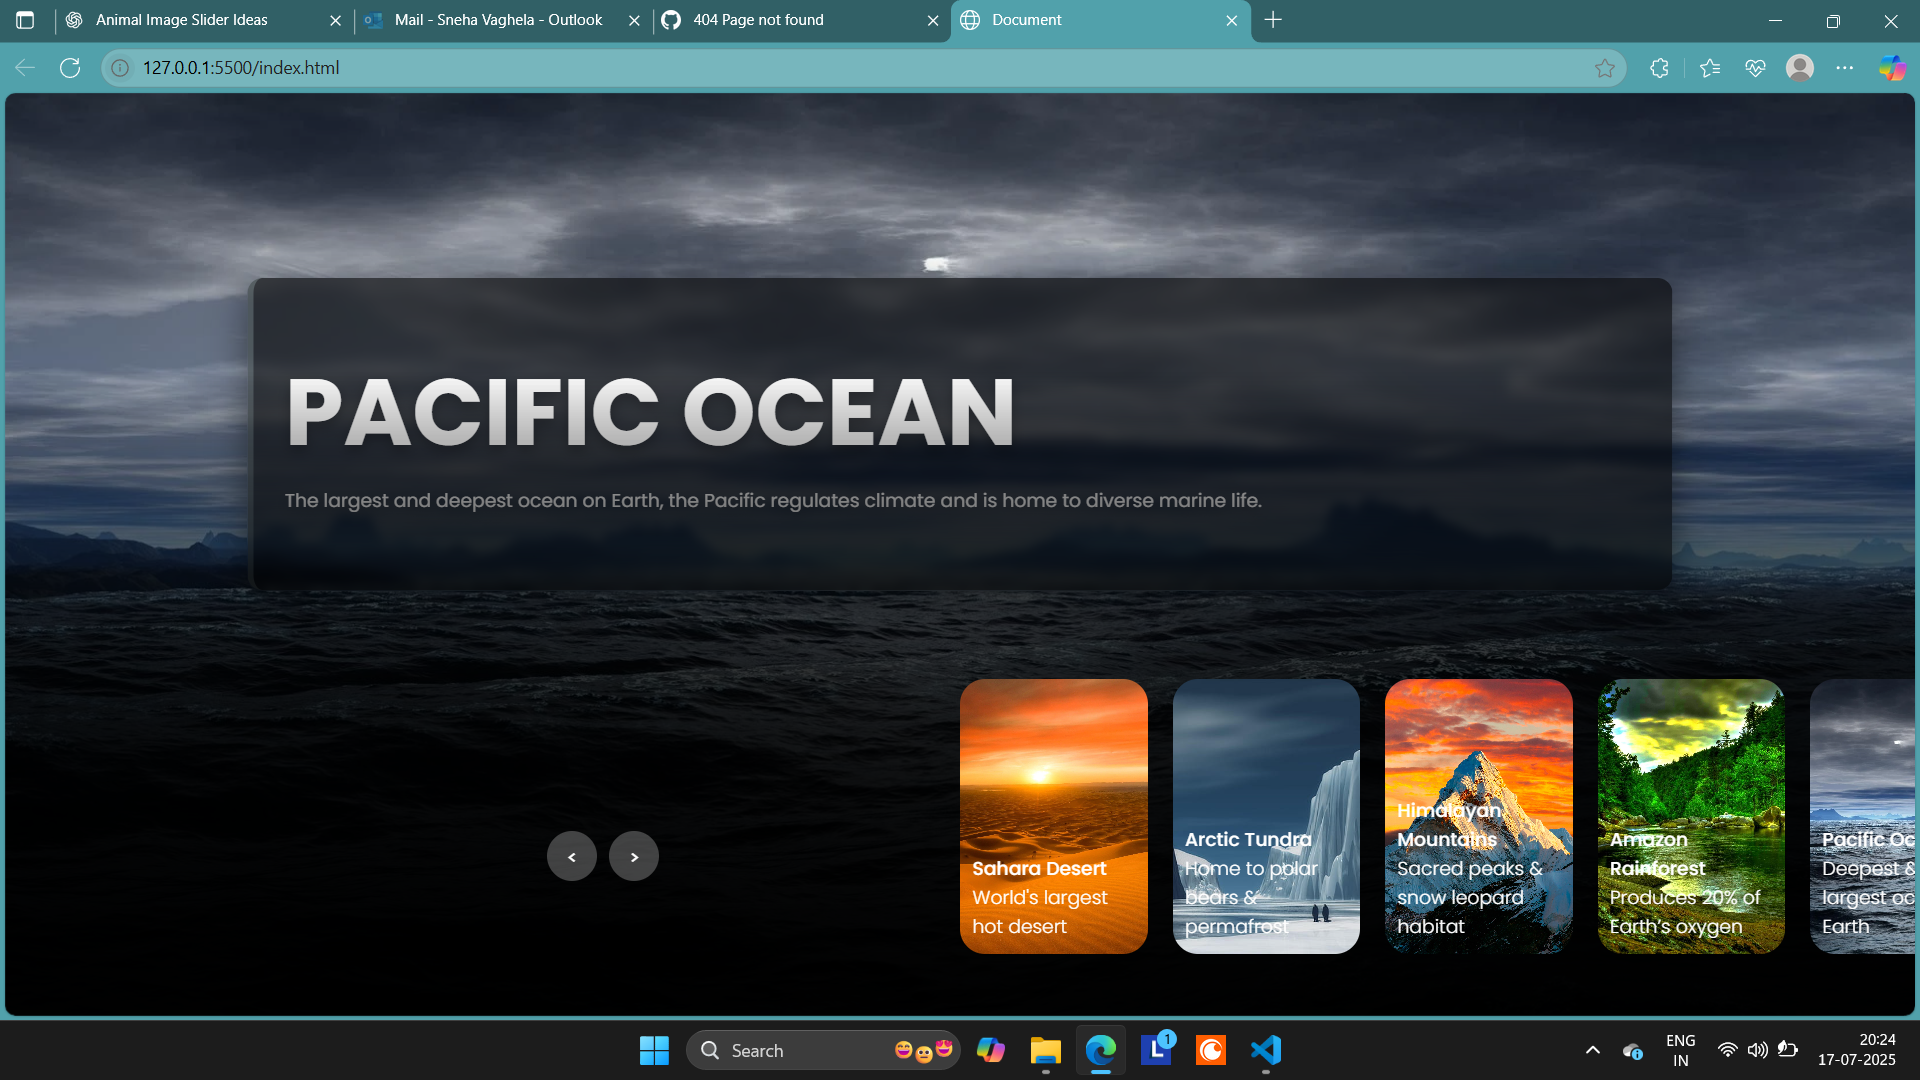 Animal Image Slider Ideas
Mail - Sneha Vaghela - Outlook
404 Page not found
Document
127.0.0.1:5500/index.html
PACIFIC OCEAN
The largest and deepest ocean on Earth, the Pacific regulates climate and is home to diverse marine life.
<
>
Sahara Desert
World's largest
hot desert
Arctic Tundra
Home to polar
bears &
permafrost
Himalayan
Mountains
Sacred peaks &
snow leopard
habitat
Amazon
Rainforest
Produces 20% of
Earth's oxygen
Pacific Oc
Deepest &
largest oc
Earth
Search
L
1
ENG
IN
20:24
17-07-2025